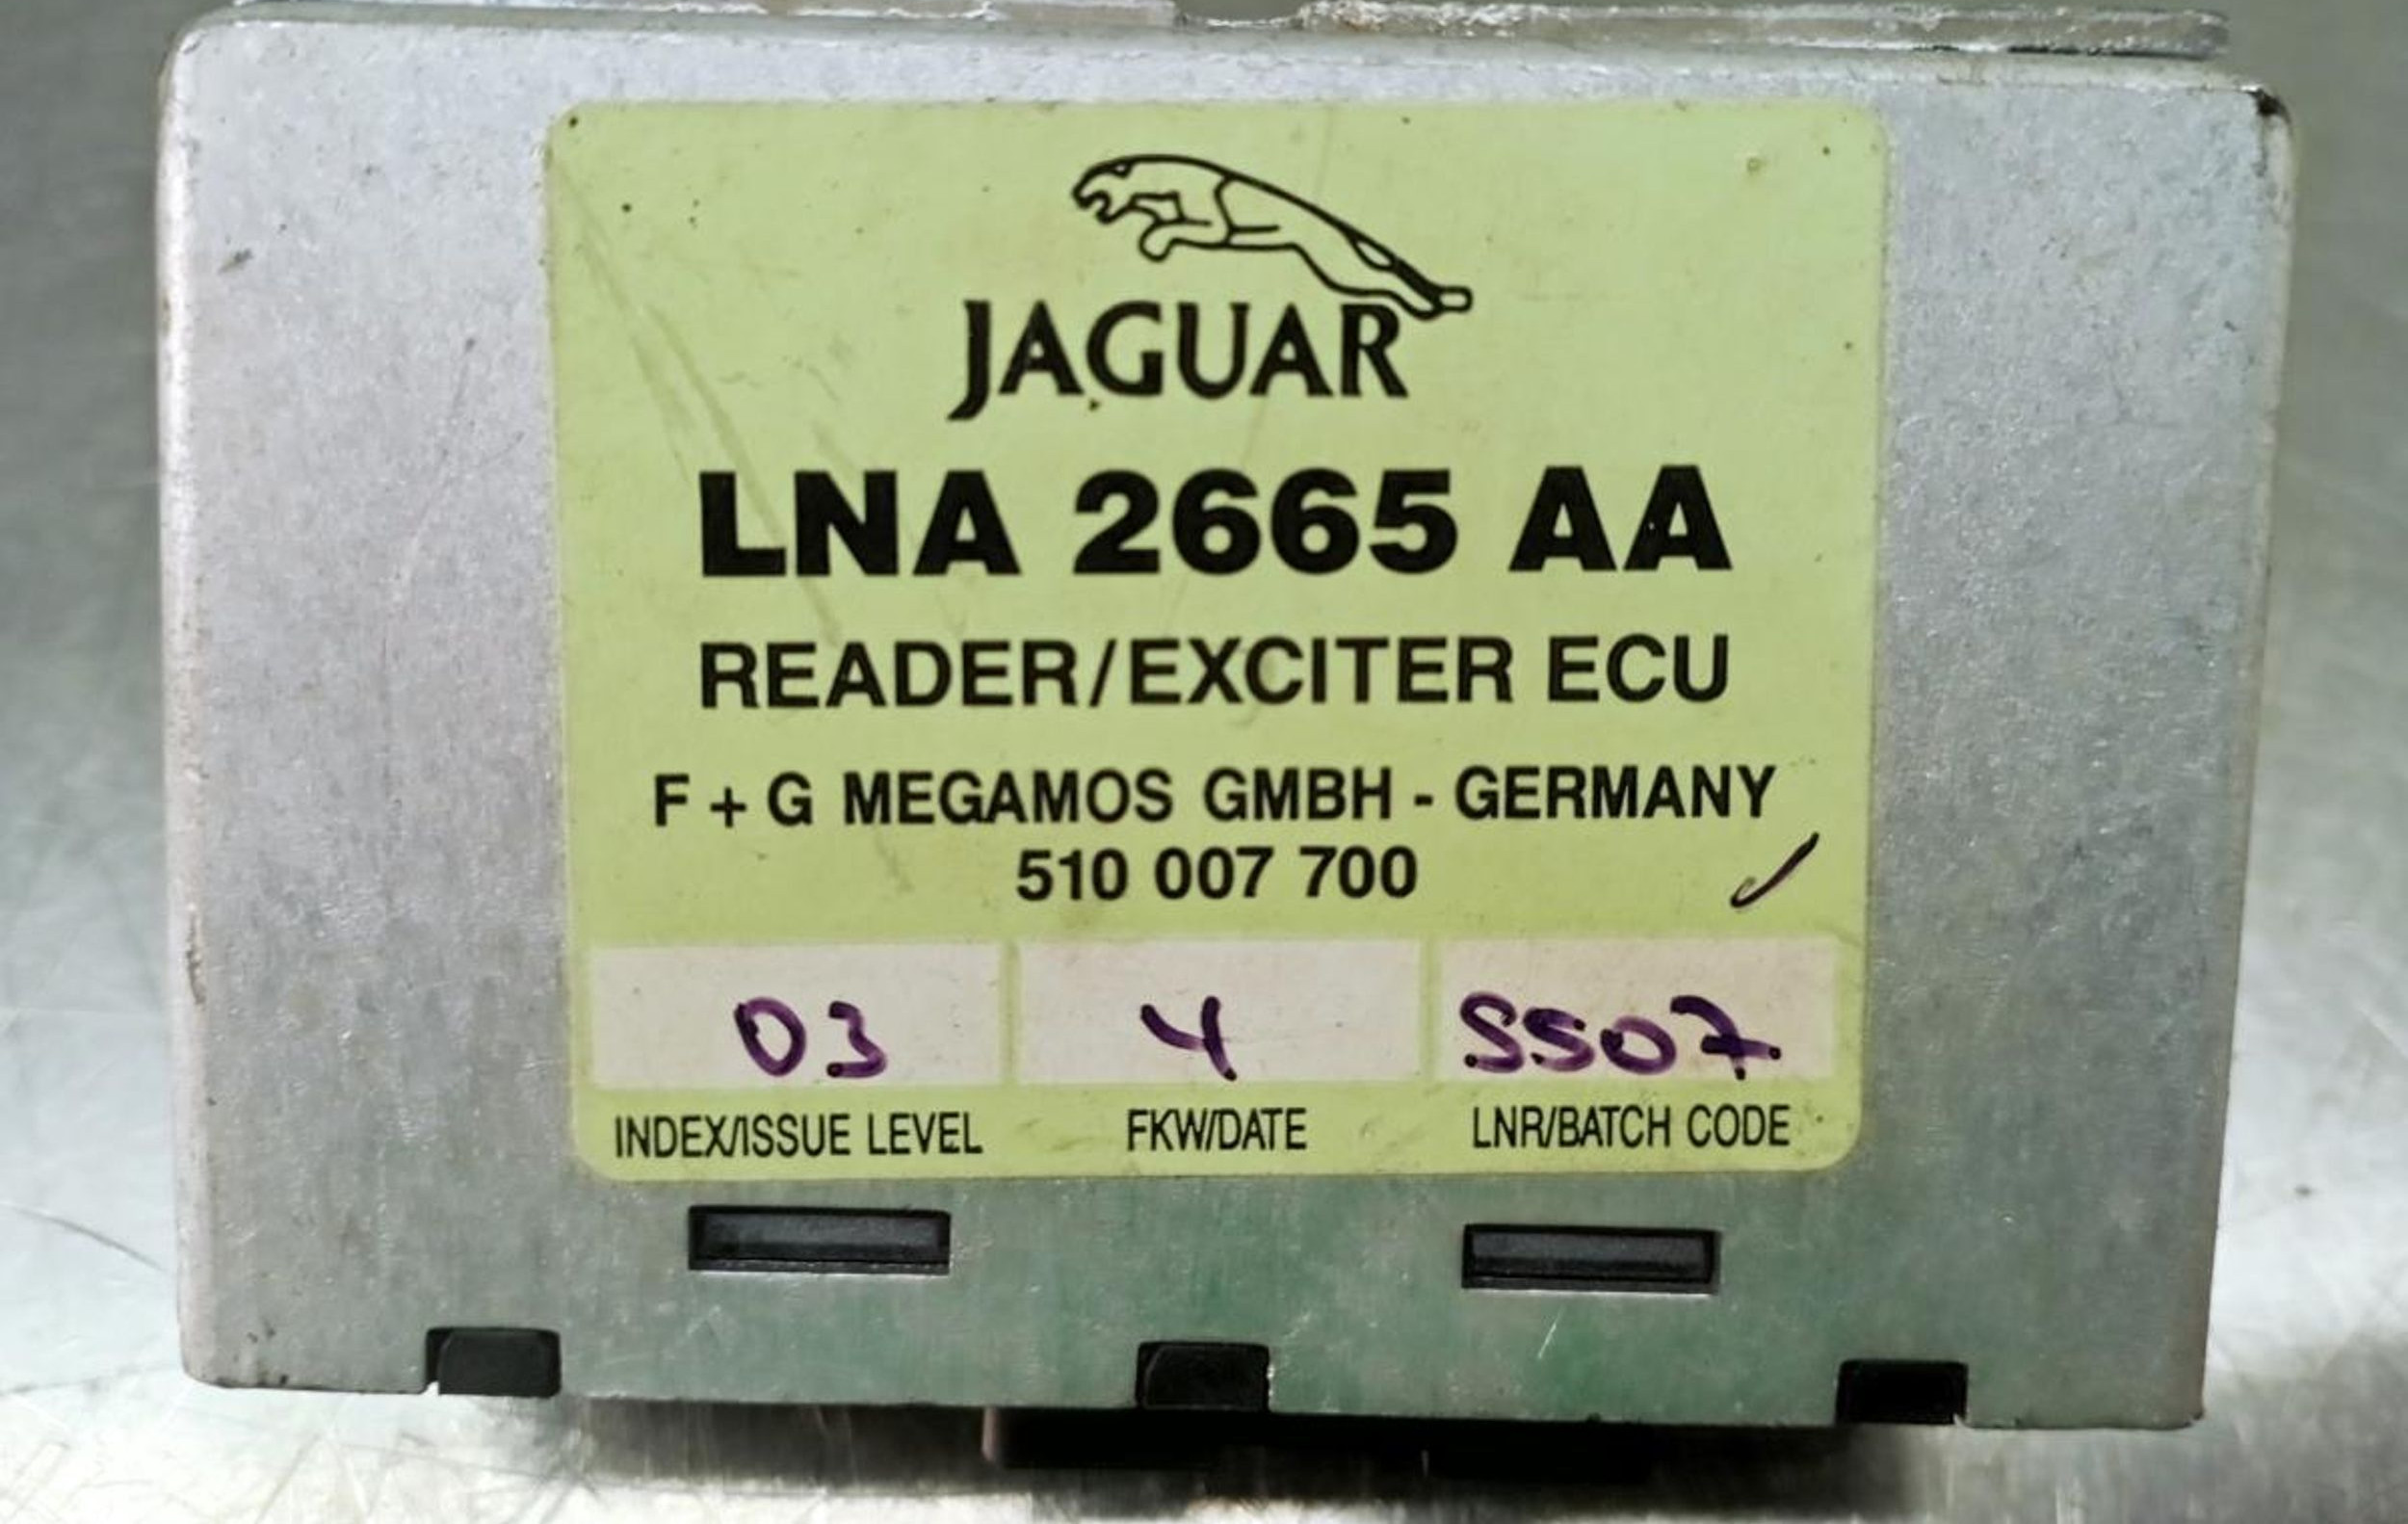 JAGUAR
LNA 2665 AA
READER/EXCITER ECU
F + G MEGAMOS GMBH - GERMANY
510 007 700
03 4 SS07
INDEX/ISSUE LEVEL FKW/DATE LNR/BATCH CODE